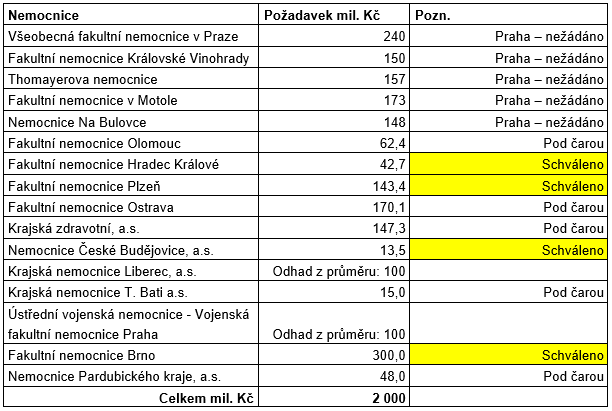 Nemocnice Požadavek mil. Kč Pozn.
Všeobecná fakultní nemocnice v Praze 240 Praha – nežádáno
Fakultní nemocnice Královské Vinohrady 150 Praha – nežádáno
Thomayerova nemocnice 157 Praha – nežádáno
Fakultní nemocnice v Motole 173 Praha – nežádáno
Nemocnice Na Bulovce 148 Praha – nežádáno
Fakultní nemocnice Olomouc 62,4 Pod čarou
Fakultní nemocnice Hradec Králové 42,7 Schváleno
Fakultní nemocnice Plzeň 143,4 Schváleno
Fakultní nemocnice Ostrava 170,1 Pod čarou
Krajská zdravotní, a.s. 147,3 Pod čarou
Nemocnice České Budějovice, a.s. 13,5 Schváleno
Krajská nemocnice Liberec, a.s. Odhad z průměru: 100
Krajská nemocnice T. Bati a.s. 15,0 Pod čarou
Ústřední vojenská nemocnice - Vojenská
fakultní nemocnice Praha Odhad z průměru: 100
Fakultní nemocnice Brno 300,0 Schváleno
Nemocnice Pardubického kraje, a.s. 48,0 Pod čarou
Celkem mil. Kč 2 000